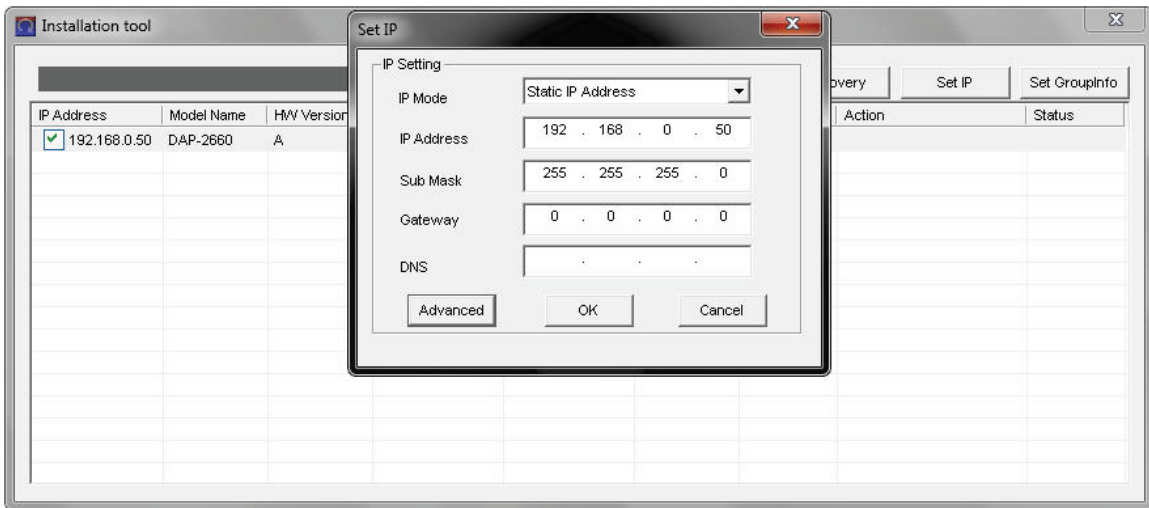 Installation tool
Set IP
IP Setting
IP Mode Static IP Address
IP Address 192 . 168 . 0 . 50
Sub Mask 255 . 255 . 255 . 0
Gateway 0 . 0 . 0 . 0
DNS . . .
Advanced OK Cancel
overy Set IP Set GroupInfo
IP Address Model Name HW Version Action Status
192.168.0.50 DAP-2660 A